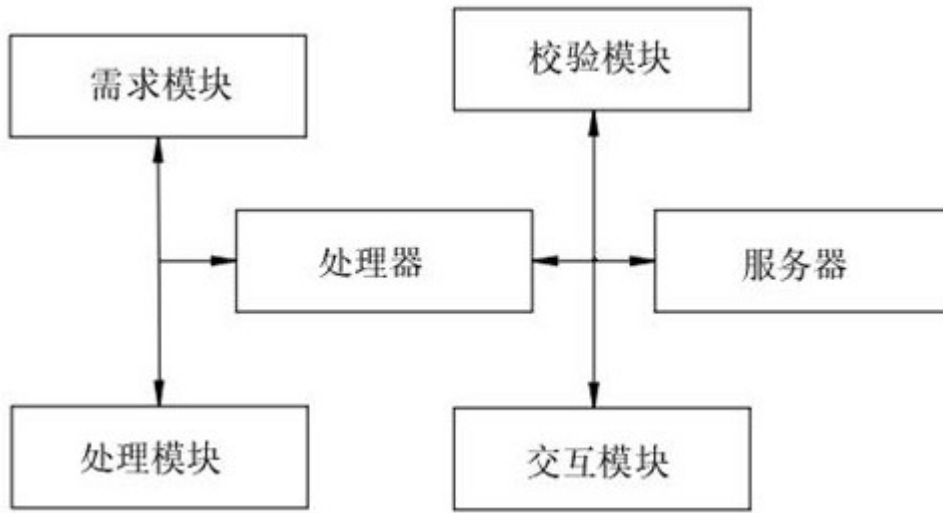 需求模块
校验模块
处理器
服务器
处理模块
交互模块